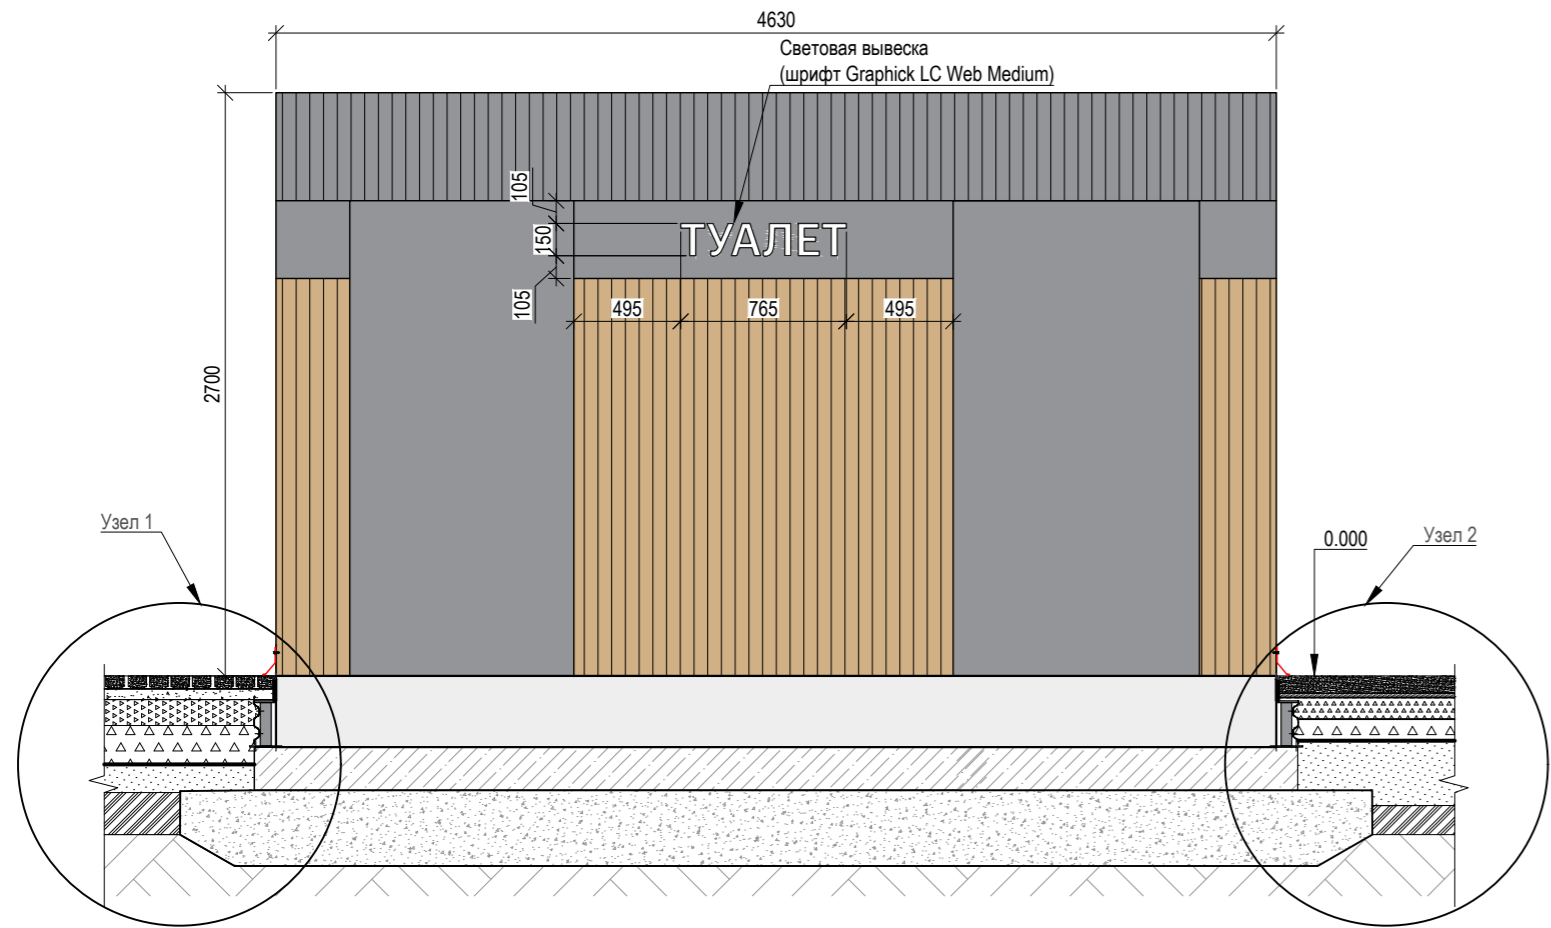 4630
Световая вывеска
(шрифт Graphick LC Web Medium)
105
150
ТУАЛЕТ
105
495
765
495
2700
Узел 1
0.000
Узел 2